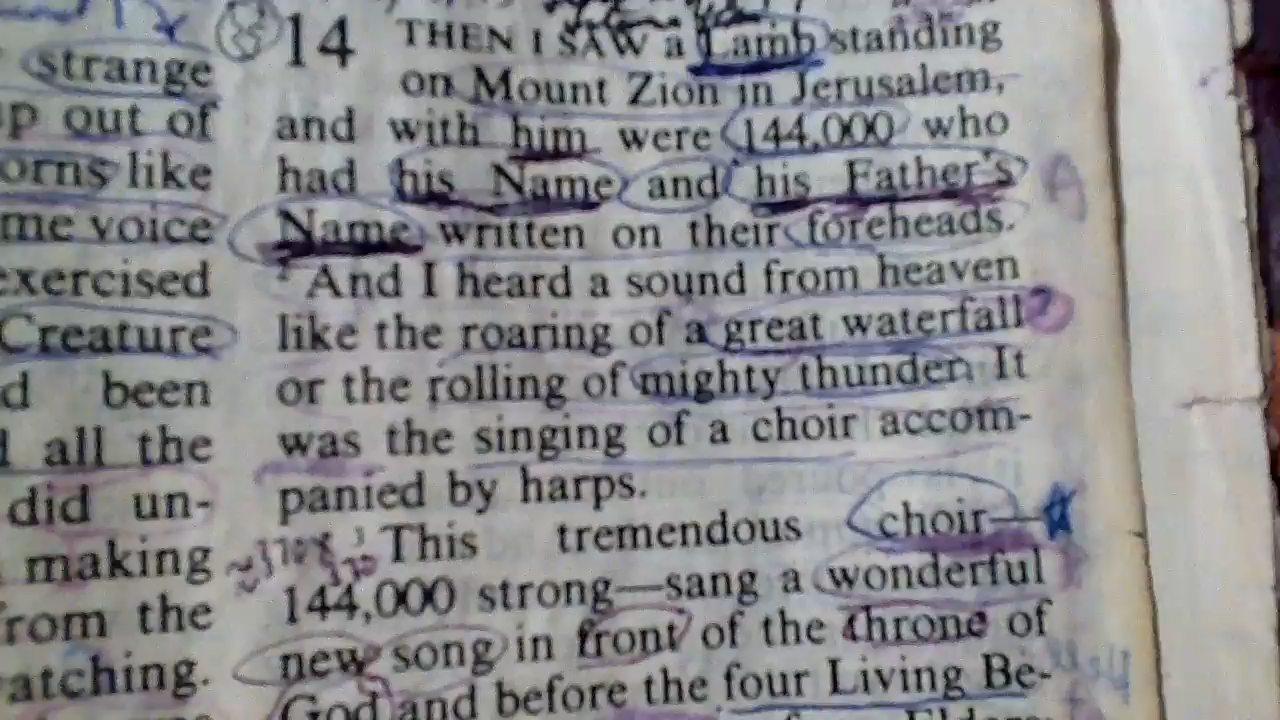 strange
up out of
orns like
me voice
exercised
Creature
d been
all the
did un-
making
from the
atching.
14 THEN I SAW a Lamb standing
on Mount Zion in Jerusalem,
and with him were 144,000 who
had his Name and his Father's
Name written on their foreheads.
2 And I heard a sound from heaven
like the roaring of a great waterfall
or the rolling of mighty thunder. It
was the singing of a choir accom-
panied by harps.
3 This tremendous choir—
144,000 strong—sang a wonderful
new song in front of the throne of
God and before the four Living Be-